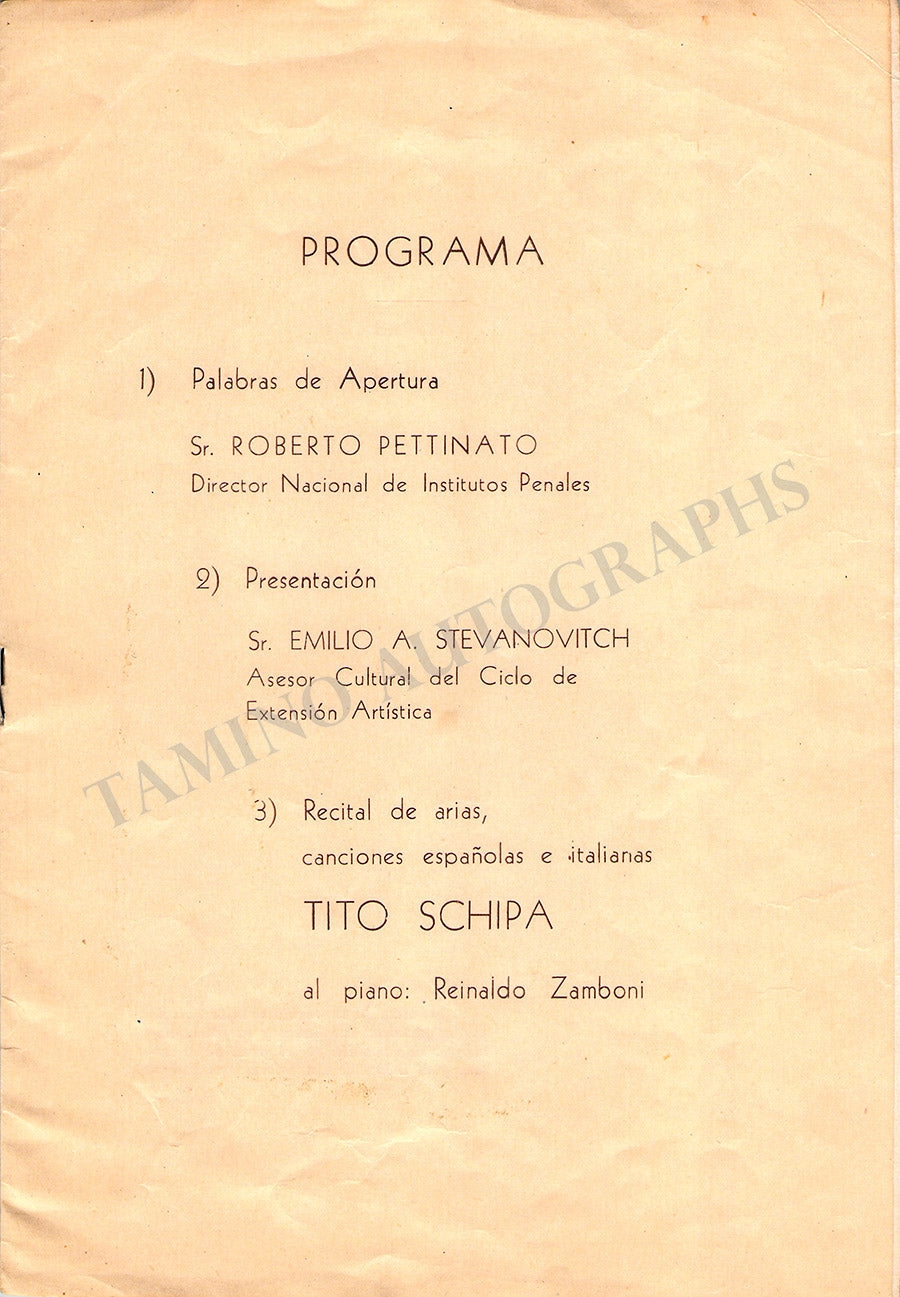 PROGRAMA
1) Palabras de Apertura
Sr. ROBERTO PETTINATO
Director Nacional de Institutos Penales
2) Presentación
Sr. EMILIO A. STEVANOVITCH
Asesor Cultural del Ciclo de
Extensión Artística
3) Recital de arias,
canciones españolas e italianas
TITO SCHIPA
al piano: Reinaldo Zamboni
TAMINO AUTOGRAPHS